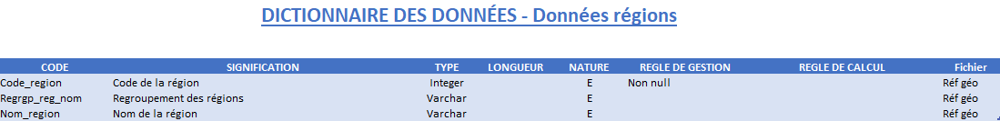 DICTIONNAIRE DES DONNÉES - Données régions
CODE SIGNIFICATION TYPE LONGUEUR NATURE REGLE DE GESTION REGLE DE CALCUL Fichier
Code_region Code de la région Integer E Non null Réf géo
Regrgp_reg_nom Regroupement des régions Varchar E Réf géo
Nom_region Nom de la région Varchar E Réf géo